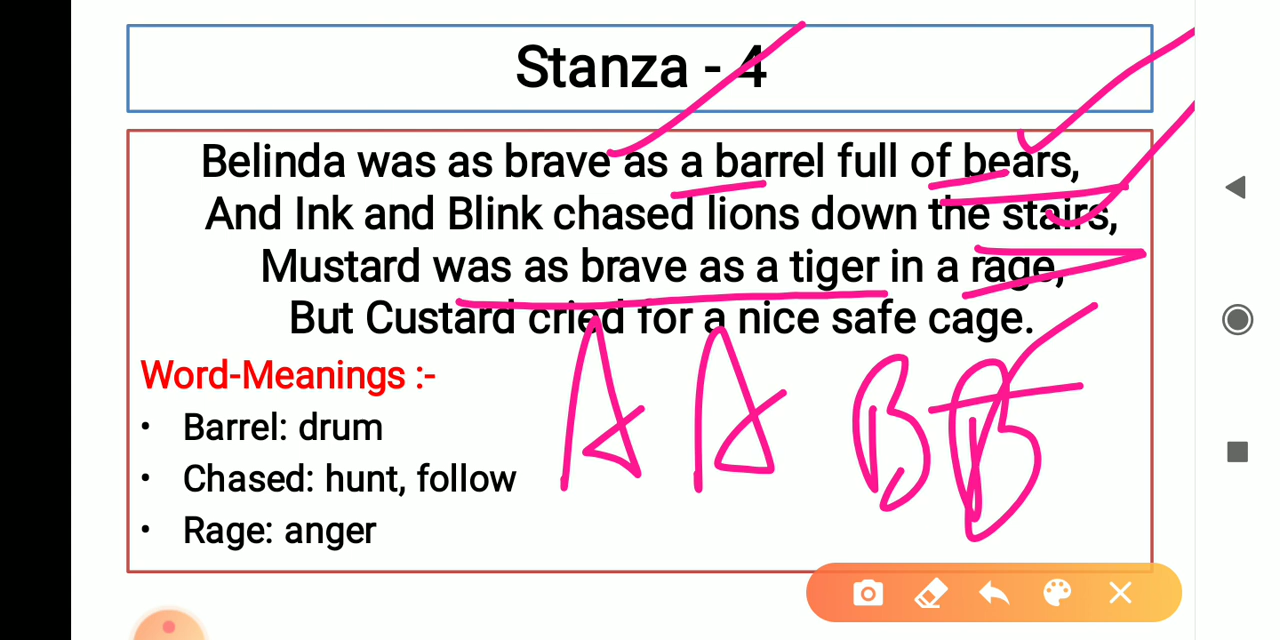 Stanza - 4
Belinda was as brave as a barrel full of bears,
And Ink and Blink chased lions down the stairs,
Mustard was as brave as a tiger in a rage,
But Custard cried for a nice safe cage.
Word-Meanings :-
• Barrel: drum
• Chased: hunt, follow
• Rage: anger
A A B B